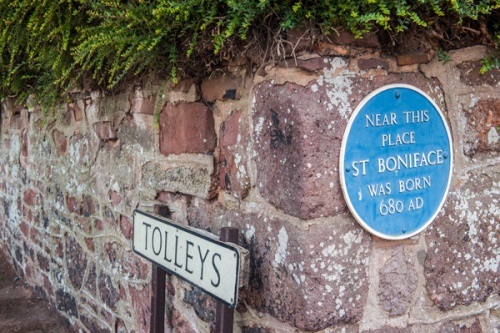 NEAR THIS
PLACE
ST BONIFACE
WAS BORN
680 AD
TOLLEYS